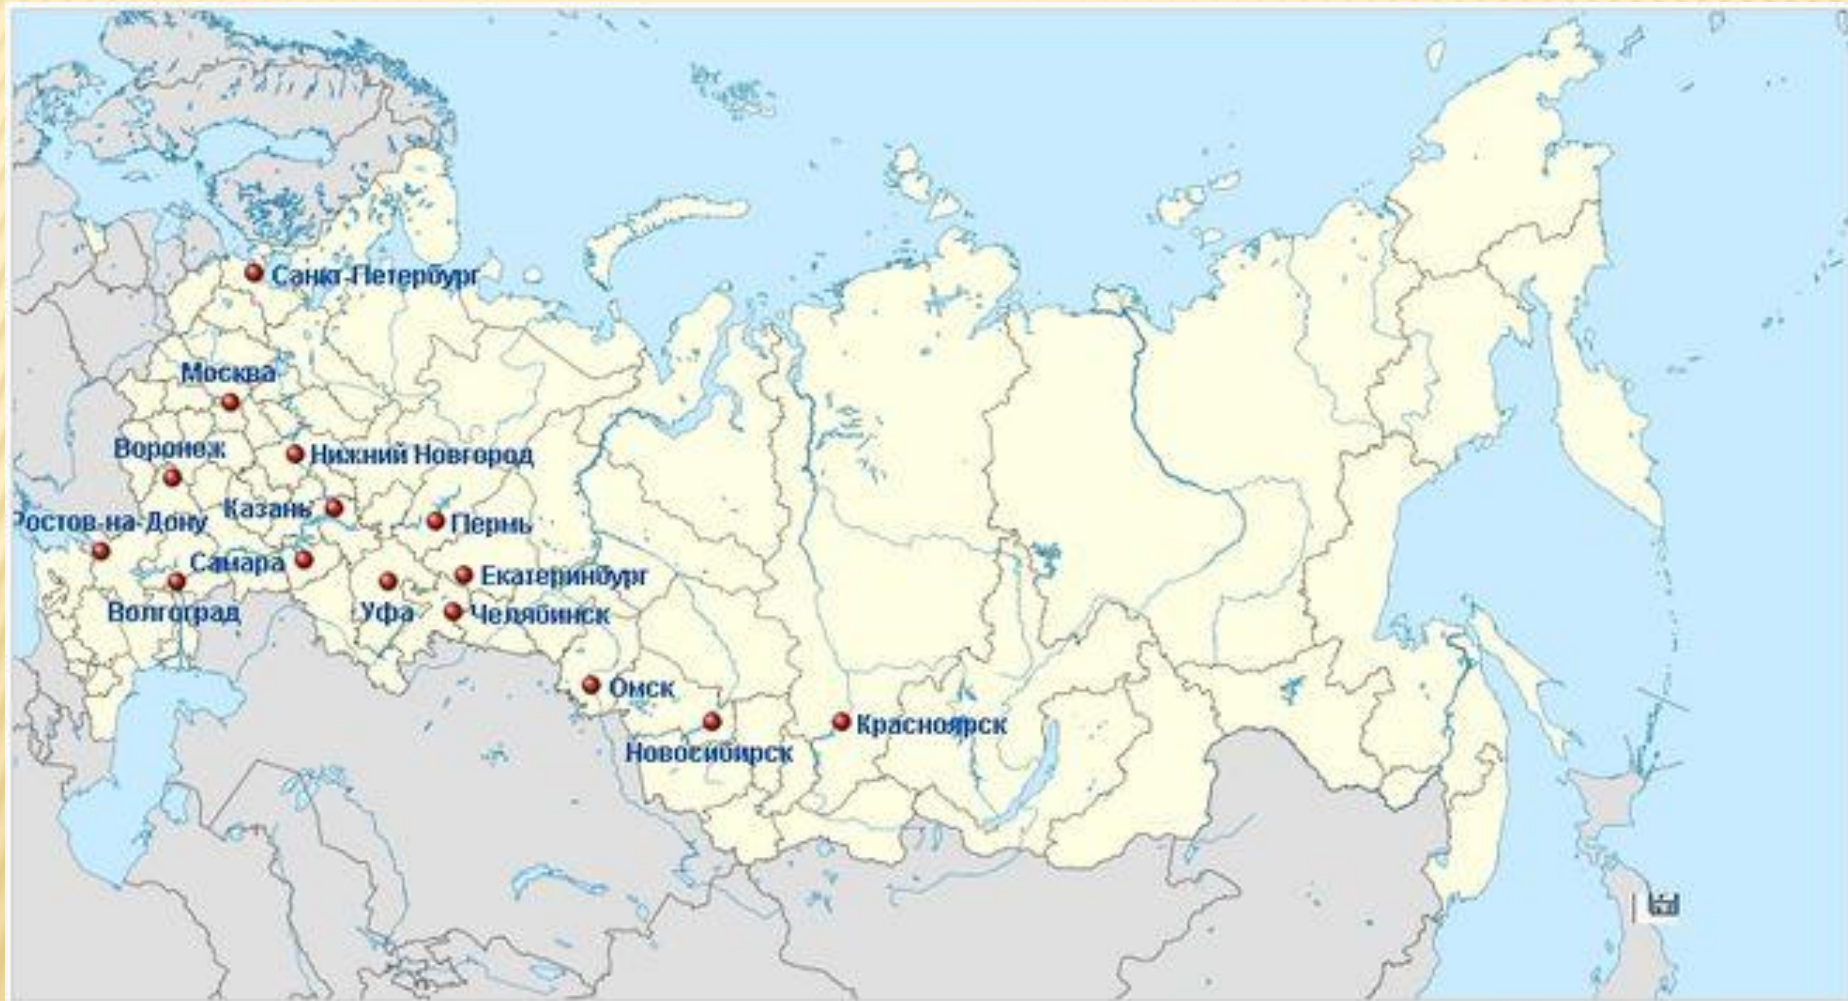 Санкт-Петербург
Москва
Воронеж
Нижний Новгород
Казань
Пермь
Ростов-на-Дону
Самара
Екатеринбург
Волгоград
Уфа
Челябинск
Омск
Красноярск
Новосибирск